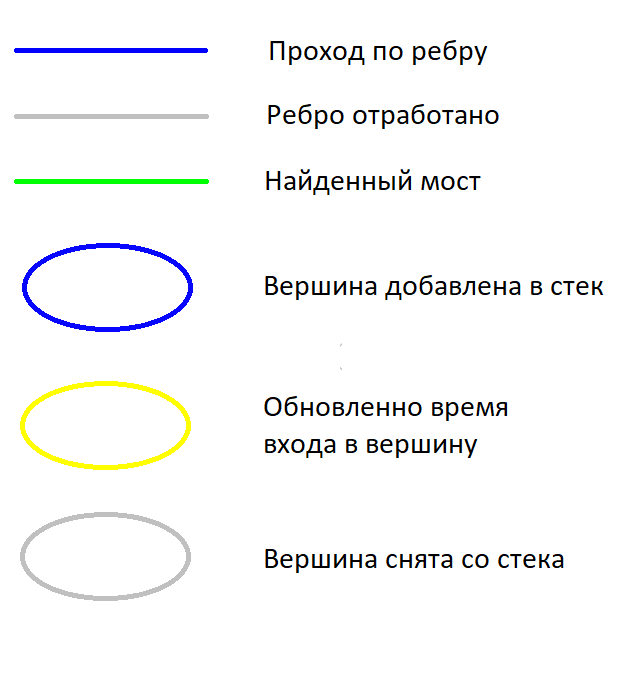 Проход по ребру
Ребро отработано
Найденный мост
Вершина добавлена в стек
Обновленно время
входа в вершину
Вершина снята со стека